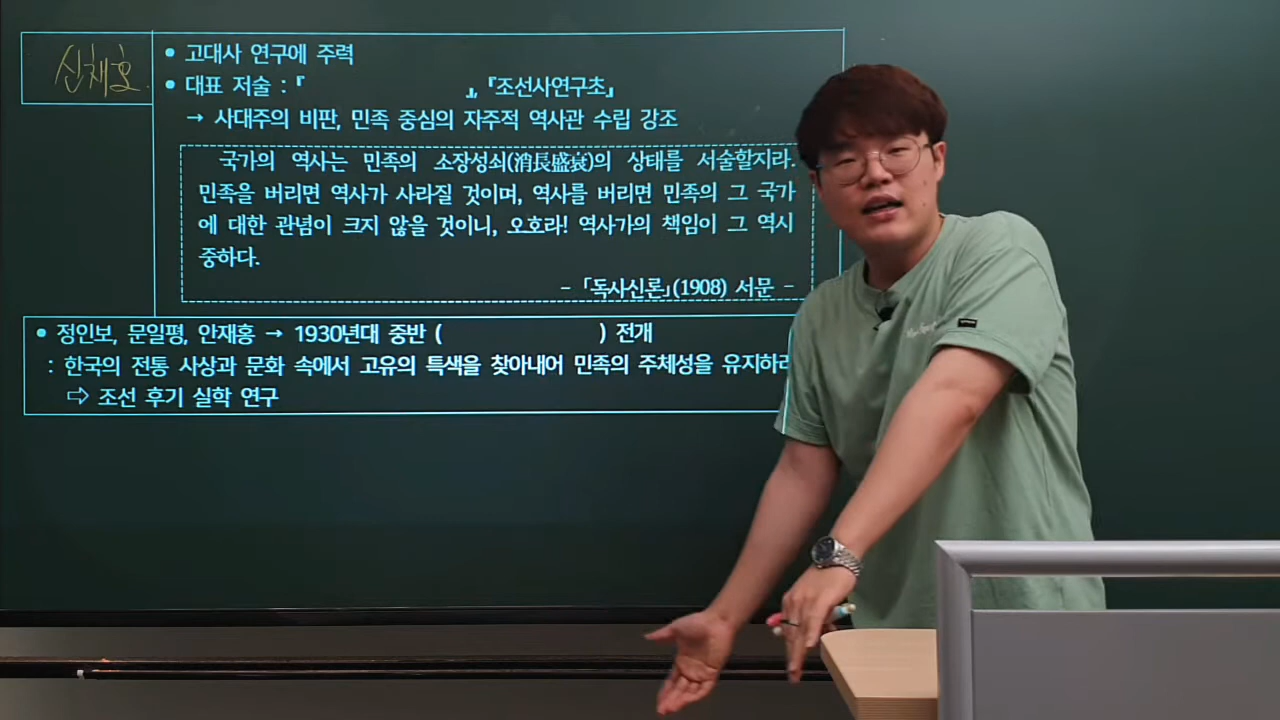 신채호
• 고대사 연구에 주력
• 대표 저술 : 『 』, 『조선사연구초』
→ 사대주의 비판, 민족 중심의 자주적 역사관 수립 강조
국가의 역사는 민족의 소장성쇠(消長盛衰)의 상태를 서술할지라.
민족을 버리면 역사가 사라질 것이며, 역사를 버리면 민족의 그 국가
에 대한 관념이 크지 않을 것이니, 오호라! 역사가의 책임이 그 역시
중하다.
- 「독사신론」(1908) 서문 -
• 정인보, 문일평, 안재홍 → 1930년대 중반 ( ) 전개
: 한국의 전통 사상과 문화 속에서 고유의 특색을 찾아내어 민족의 주체성을 유지하려
⇨ 조선 후기 실학 연구